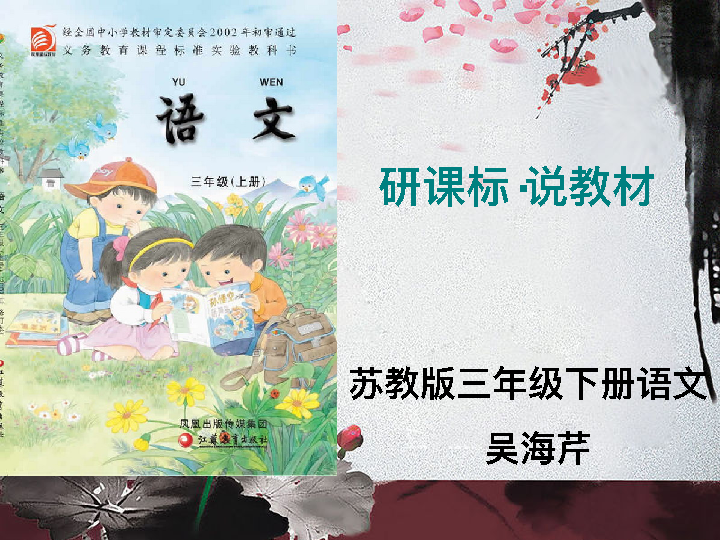 经全国中小学教材审定委员会2002年初审通过
义务教育课程标准实验教科书
YU WEN
语文
三年级(上册)
凤凰出版传媒集团
江苏教育出版社
研课标·说教材
苏教版三年级下册语文
吴海芹